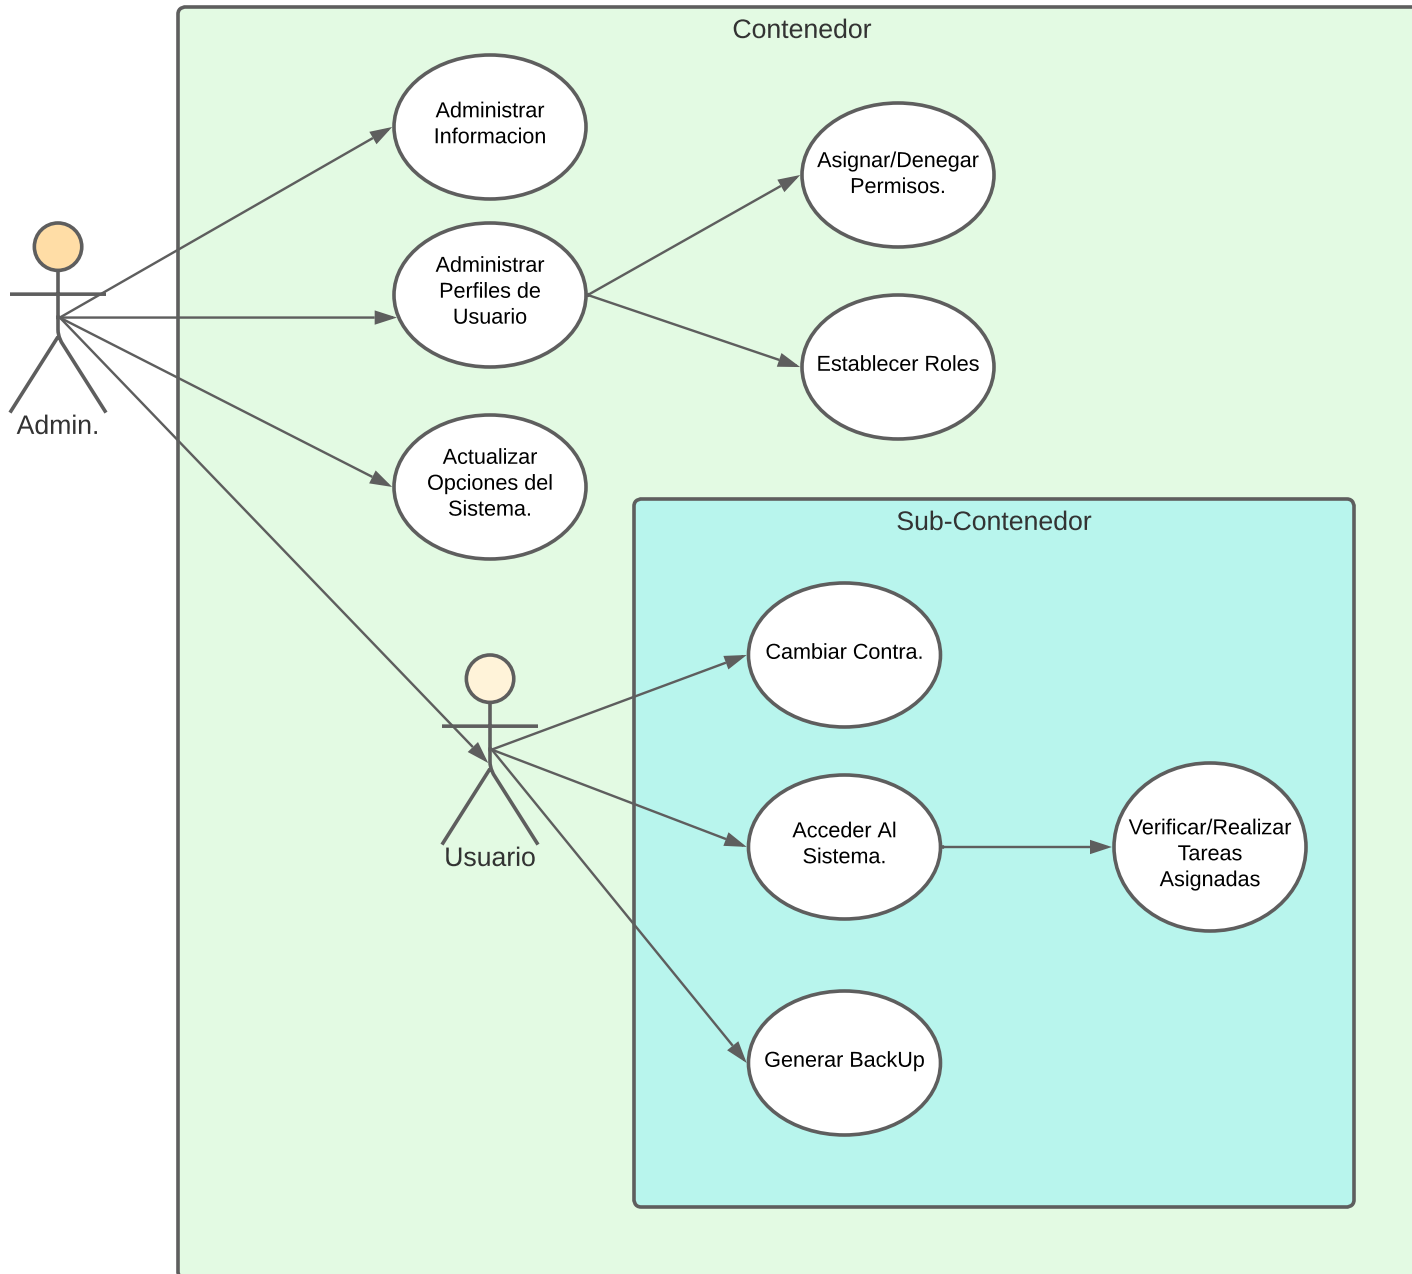 Contenedor
Administrar
Informacion
Asignar/Denegar
Permisos.
Administrar
Perfiles de
Usuario
Establecer Roles
Admin.
Actualizar
Opciones del
Sistema.
Sub-Contenedor
Cambiar Contra.
Usuario
Acceder Al
Sistema.
Verificar/Realizar
Tareas
Asignadas
Generar BackUp